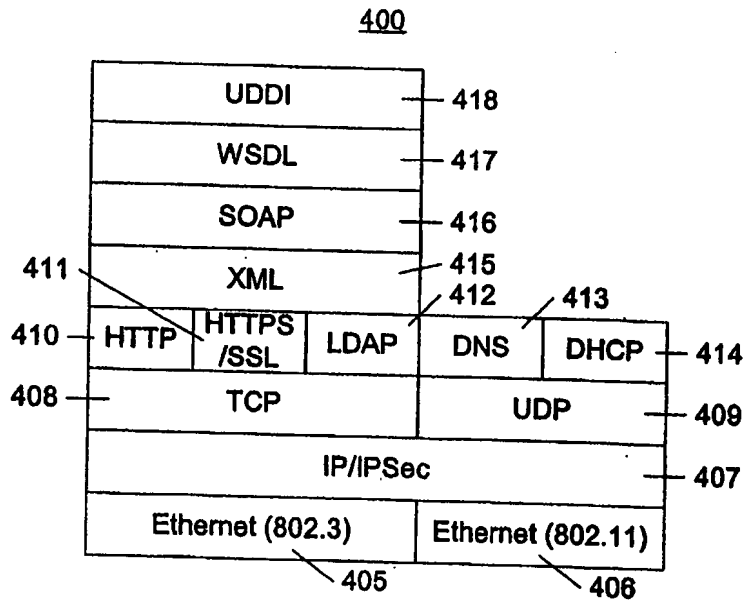 400
UDDI 418
WSDL 417
SOAP 416
411 XML 415 412 413
410 HTTP HTTPS/SSL LDAP DNS DHCP 414
408 TCP UDP 409
IP/IPSec 407
Ethernet (802.3) Ethernet (802.11)
405 406